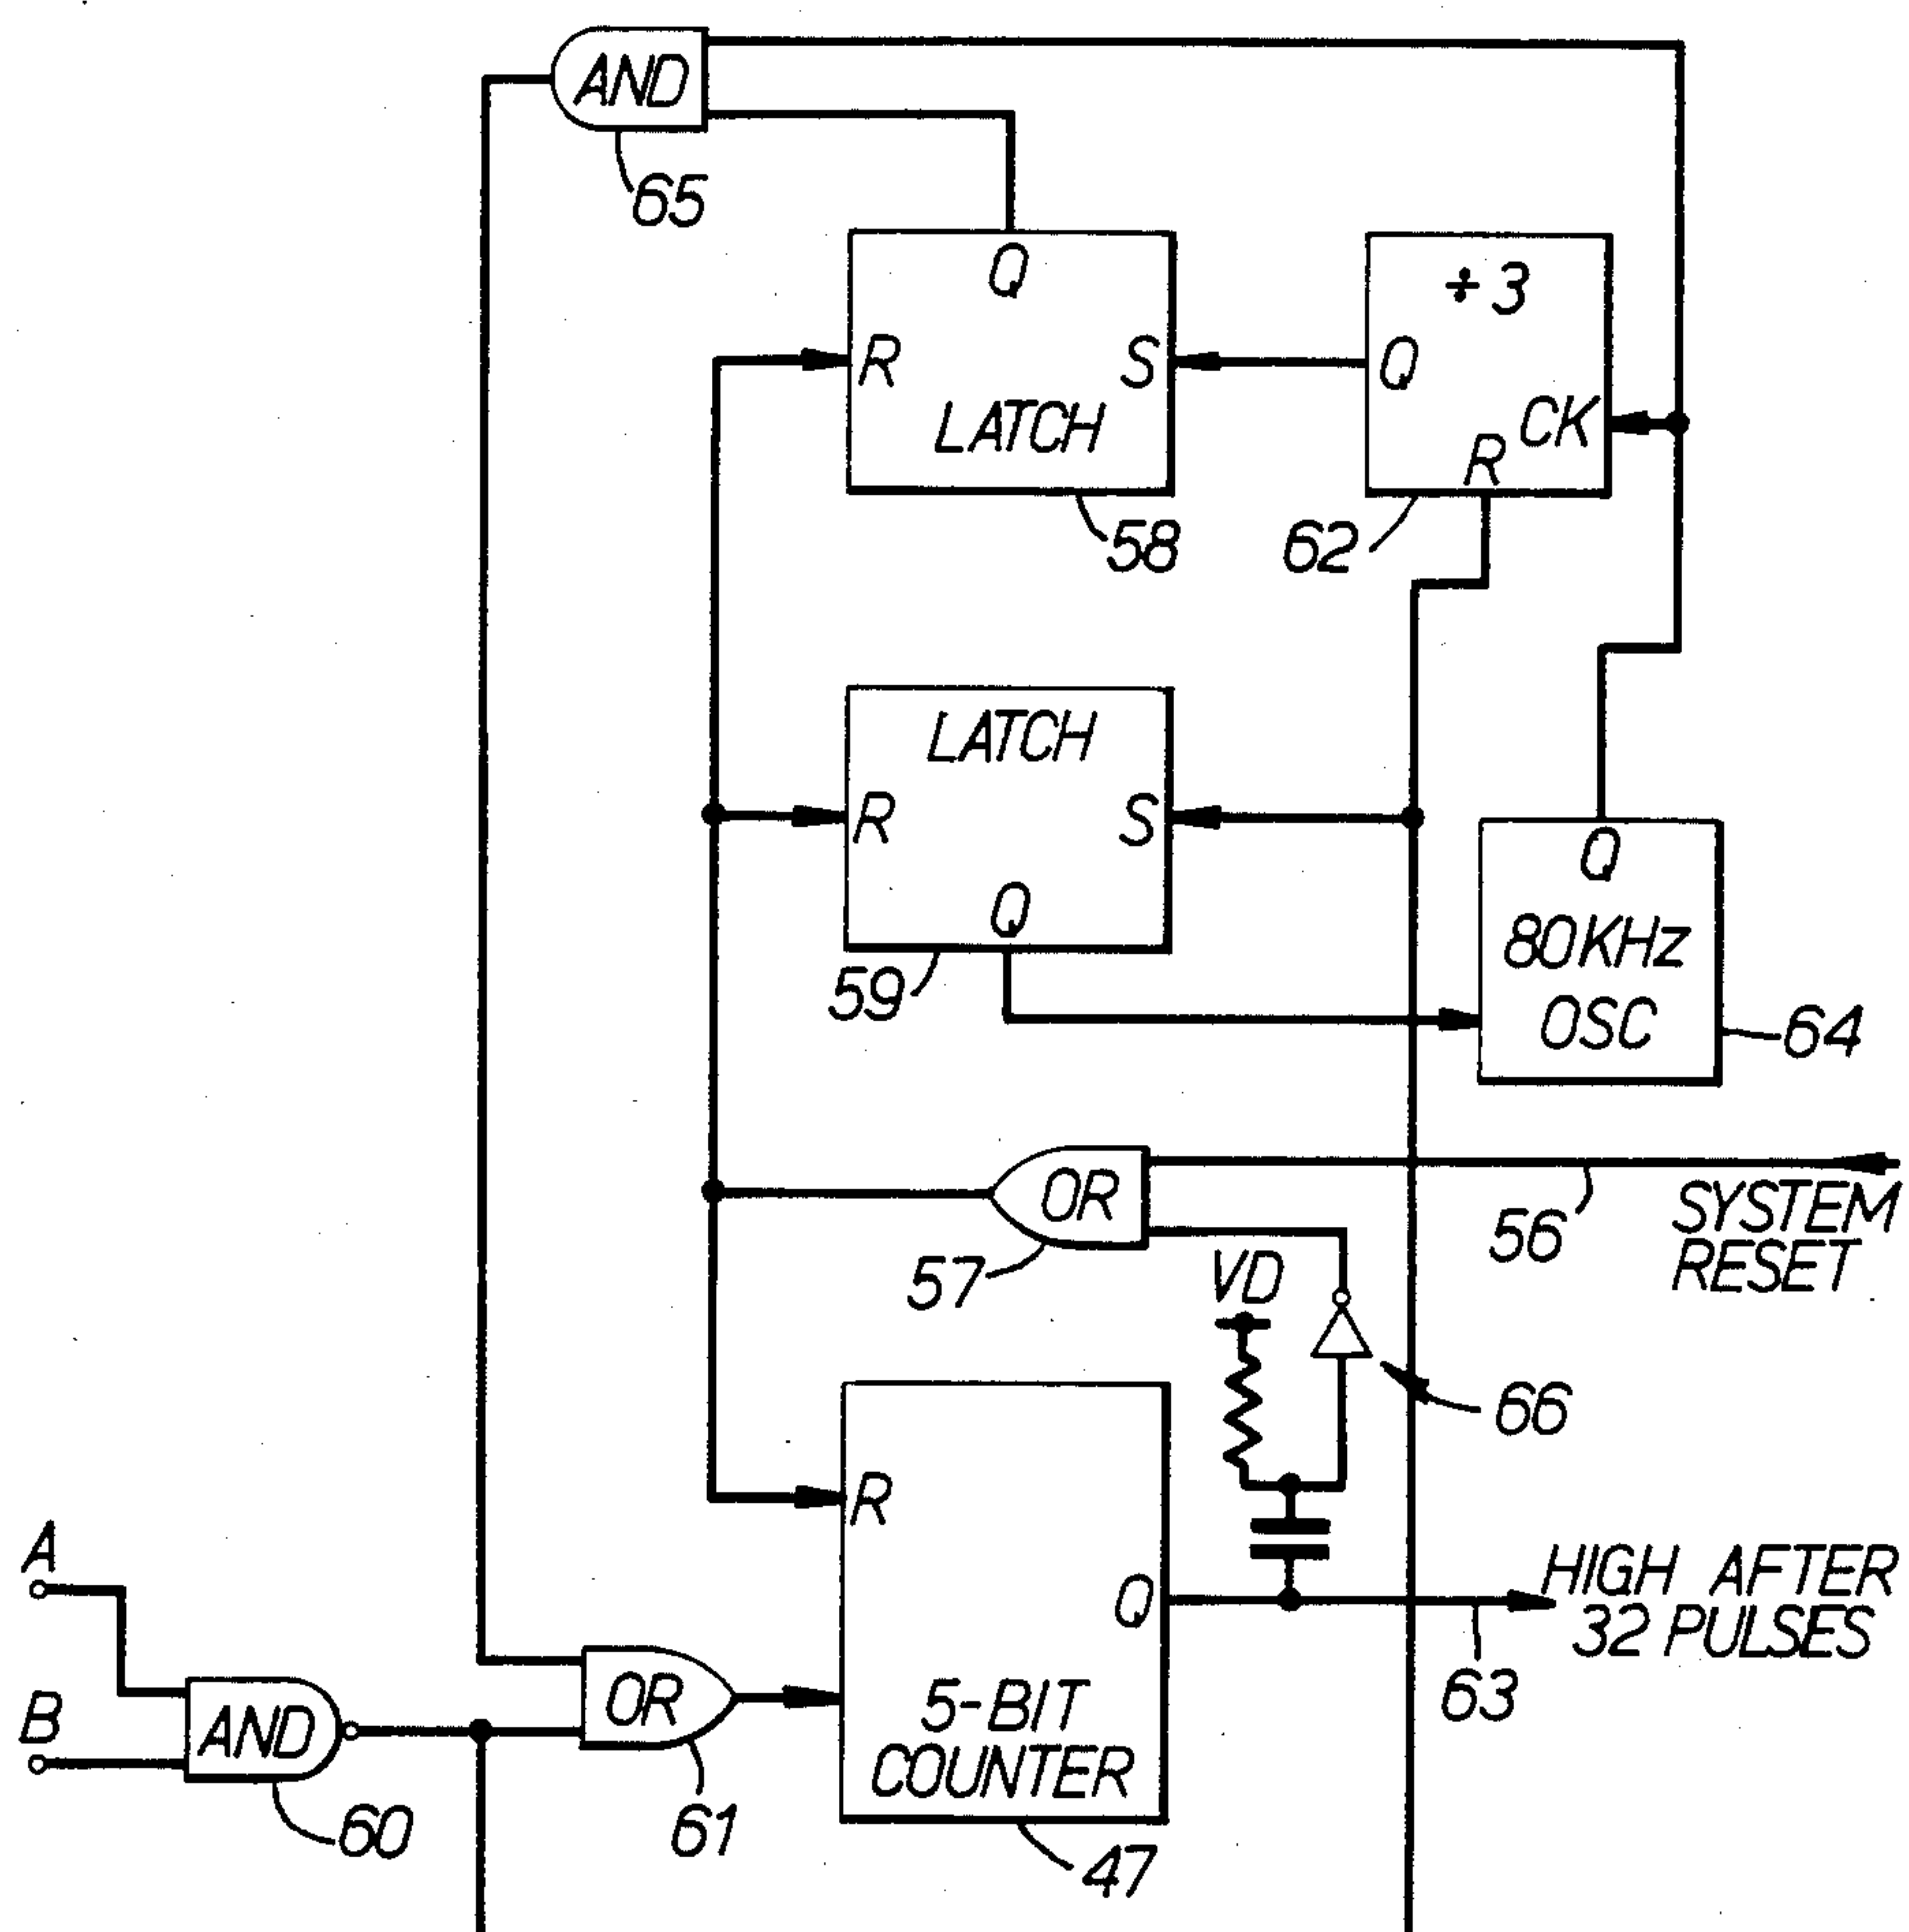 AND
65
Q
R
S
LATCH
58
÷3
Q
CK
R
62
LATCH
R
S
Q
59
Q
80KHz
OSC
64
OR
57
56
SYSTEM
RESET
VD
66
R
Q
5-BIT
COUNTER
47
HIGH AFTER
32 PULSES
63
A
B
AND
60
OR
61